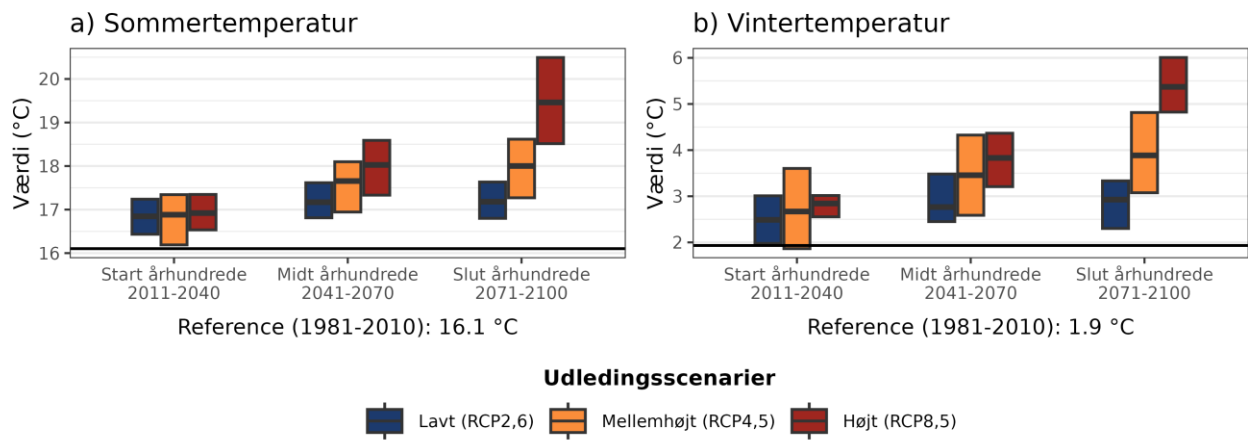 a) Sommertemperatur
Værdi (°C)
20
19
18
17
16
Start århundrede
2011-2040
Midt århundrede
2041-2070
Slut århundrede
2071-2100
Reference (1981-2010): 16.1 °C
b) Vintertemperatur
Værdi (°C)
6
5
4
3
2
Start århundrede
2011-2040
Midt århundrede
2041-2070
Slut århundrede
2071-2100
Reference (1981-2010): 1.9 °C
Udledingsscenarier
Lavt (RCP2,6)
Mellemhøjt (RCP4,5)
Højt (RCP8,5)